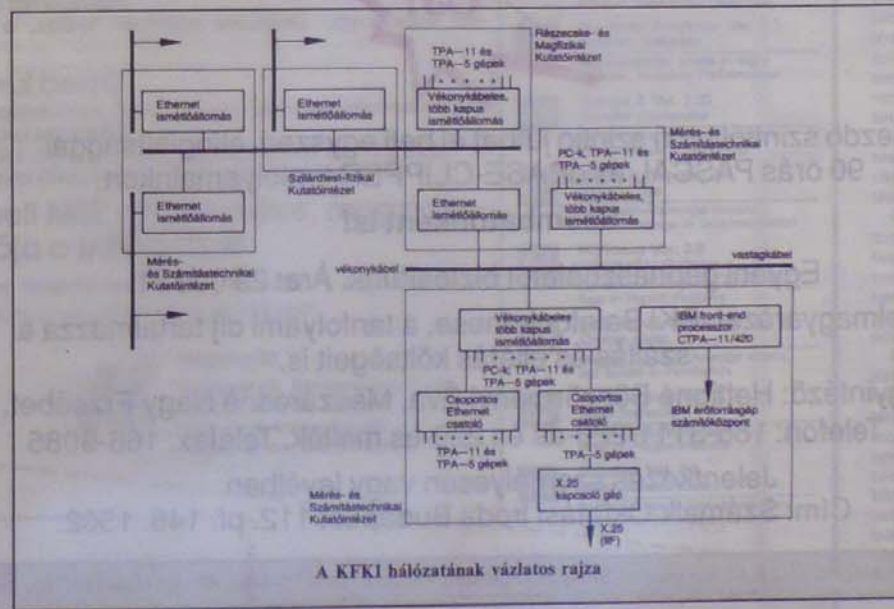 Részecske- és
Magfizikai
Kutatóintézet
TPA—11 és
TPA—5 gépek
Ethernet
ismétlőállomás
Ethernet
ismétlőállomás
Vékonykábeles,
több kapus
ismétlőállomás
Mérés- és
Számítástechnikai
Kutatóintézet
PC-k, TPA—11 és
TPA—5 gépek
Szilárdtest-fizikai
Kutatóintézet
Ethernet
ismétlőállomás
Ethernet
ismétlőállomás
Vékonykábeles,
több kapus
ismétlőállomás
vékonykábel
vastagkábel
Mérés-
és Számítástechnikai
Kutatóintézet
Vékonykábeles
több kapus
ismétlőállomás
IBM front-end
processzor
CTPA—11/420
PC-k, TPA—11 és
TPA—5 gépek
Csoportos
Ethernet
csatoló
Csoportos
Ethernet
csatoló
IBM erőforrásgép
számítóközpont
TPA—11 és
TPA—5 gépek
TPA—11 és
TPA—5 gépek
Mérés- és
Számítástechnikai
Kutatóintézet
X.25
kapcsoló gép
X.25
(IIF)
A KFKI hálózatának vázlatos rajza